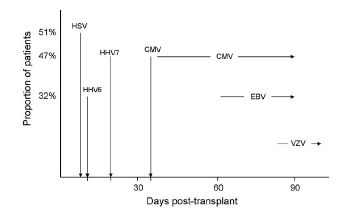 HSV
51%
HHV7
CMV
47%
CMV
HHV6
32%
EBV
VZV
Proportion of patients
30
60
90
Days post-transplant